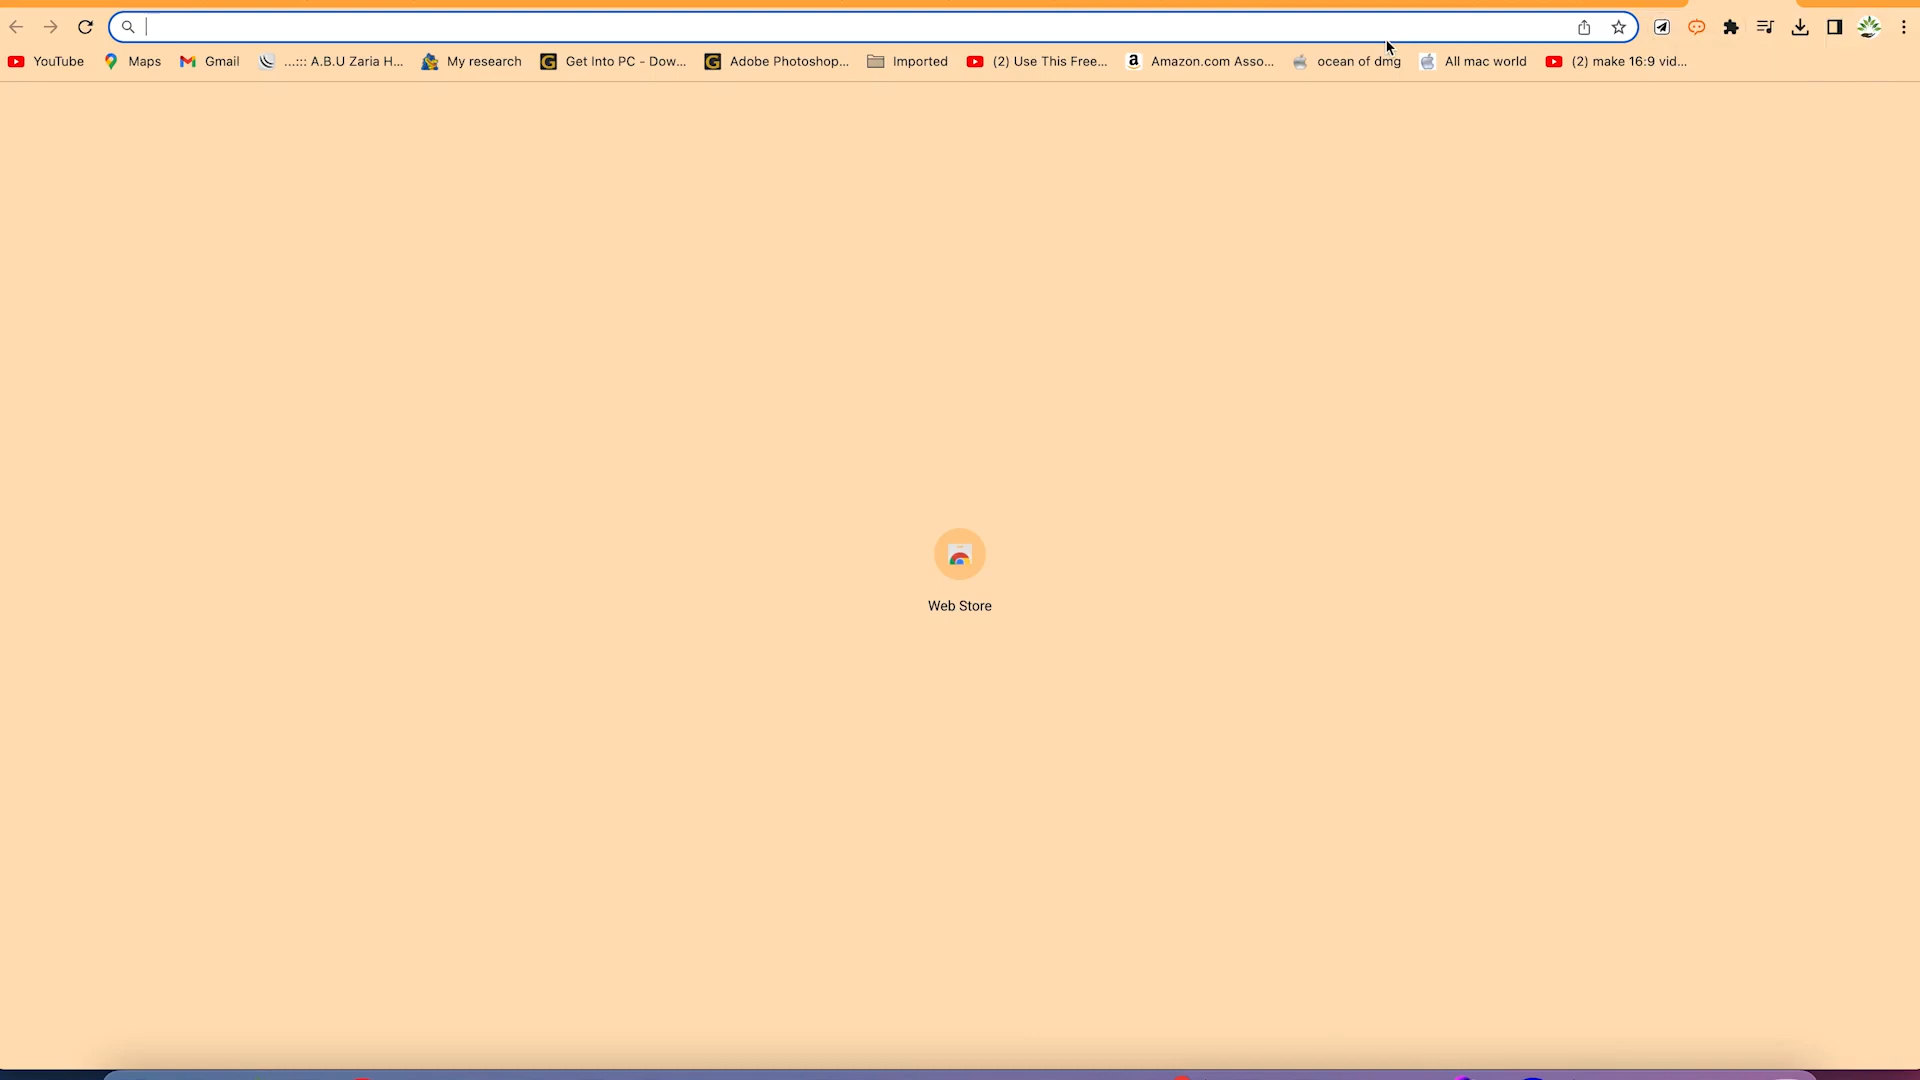 YouTube Maps Gmail ...::: A.B.U Zaria H... My research Get Into PC - Dow... Adobe Photoshop... Imported (2) Use This Free... Amazon.com Asso... ocean of dmg All mac world (2) make 16:9 vid...
Web Store